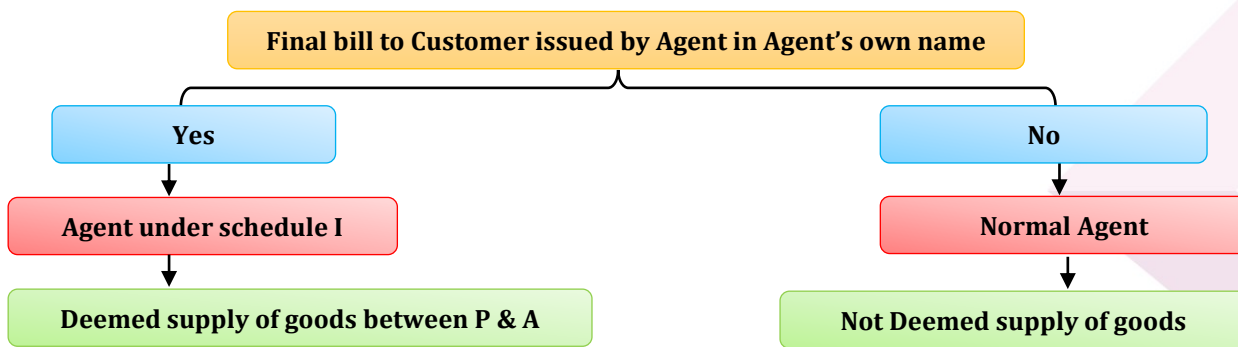 Final bill to Customer issued by Agent in Agent’s own name
Yes
No
Agent under schedule I
Normal Agent
Deemed supply of goods between P & A
Not Deemed supply of goods